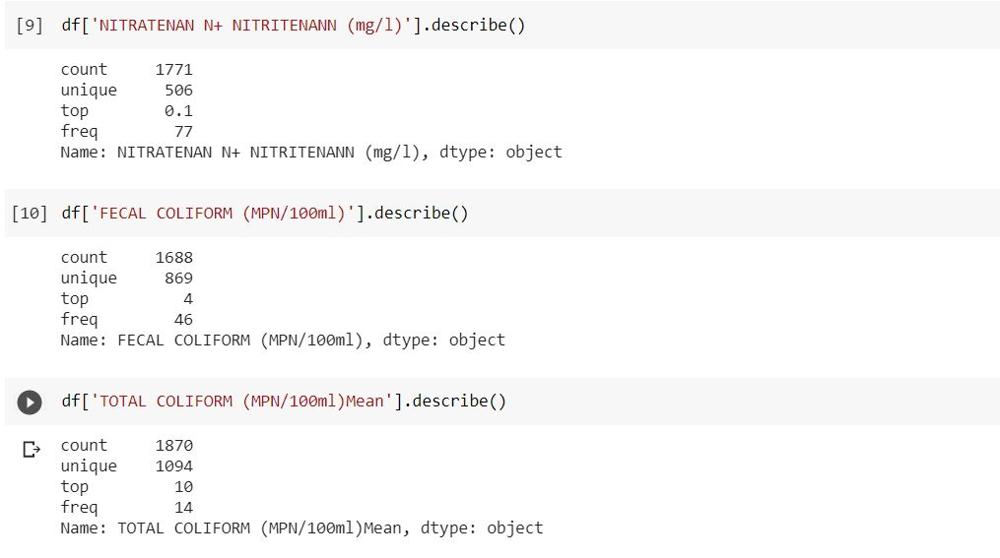 [9] df['NITRATENAN N+ NITRITENANN (mg/l)'].describe()
count 1771
unique 506
top 0.1
freq 77
Name: NITRATENAN N+ NITRITENANN (mg/l), dtype: object
[10] df['FECAL COLIFORM (MPN/100ml)'].describe()
count 1688
unique 869
top 4
freq 46
Name: FECAL COLIFORM (MPN/100ml), dtype: object
df['TOTAL COLIFORM (MPN/100ml)Mean'].describe()
count 1870
unique 1094
top 10
freq 14
Name: TOTAL COLIFORM (MPN/100ml)Mean, dtype: object